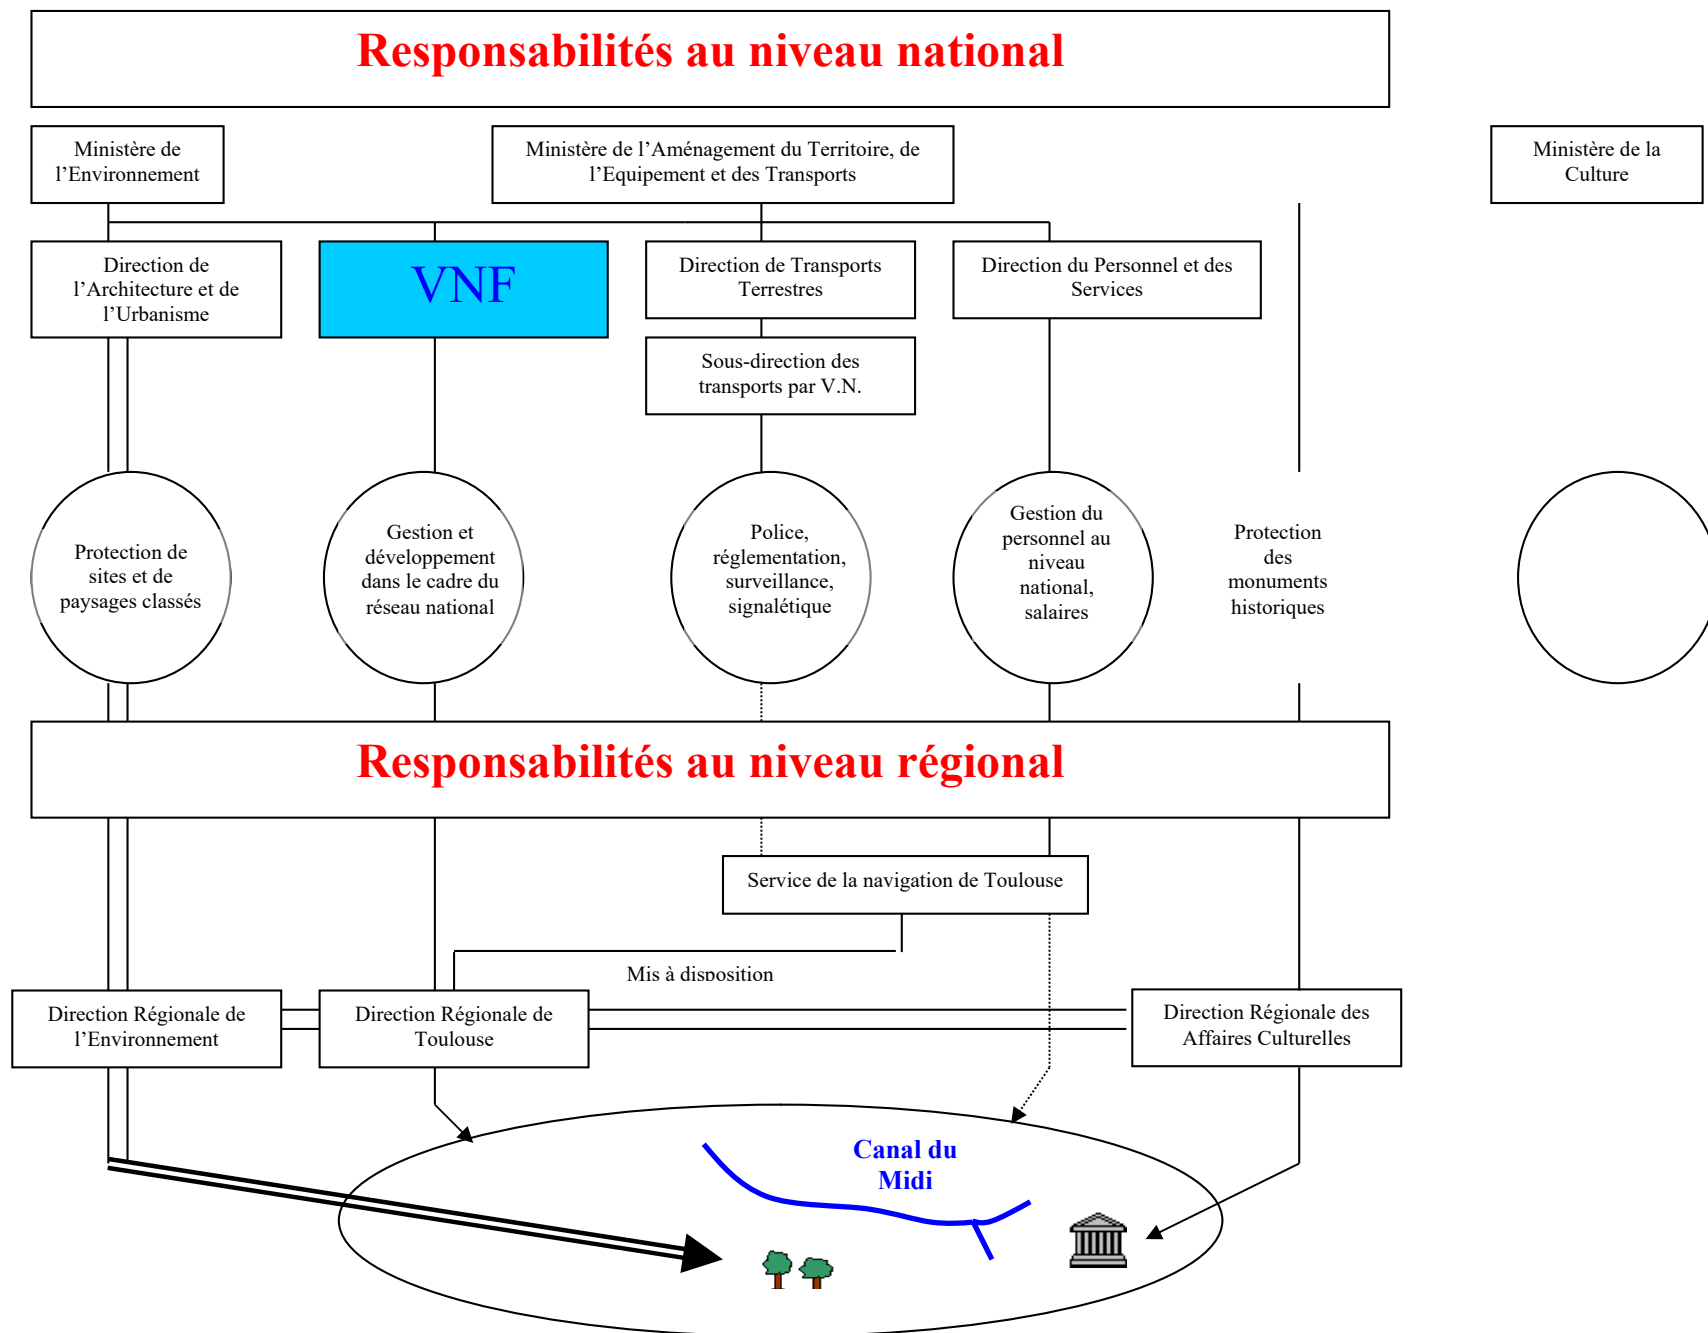 Responsabilités au niveau national
Ministère de
l’Environnement
Ministère de l’Aménagement du Territoire, de
l’Equipement et des Transports
Ministère de la
Culture
Direction de
l’Architecture et de
l’Urbanisme
VNF
Direction de Transports
Terrestres
Direction du Personnel et des
Services
Sous-direction des
transports par V.N.
Protection de
sites et de
paysages classés
Gestion et
développement
dans le cadre du
réseau national
Police,
réglementation,
surveillance,
signalétique
Gestion du
personnel au
niveau
national,
salaires
Protection
des
monuments
historiques
Responsabilités au niveau régional
Service de la navigation de Toulouse
Mis à disposition
Direction Régionale de
l’Environnement
Direction Régionale de
Toulouse
Direction Régionale des
Affaires Culturelles
Canal du
Midi